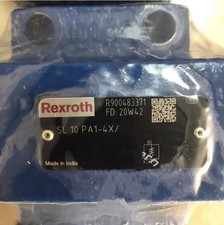 Rexroth
R900483371
FD: 20W42
SL 10 PA1-4X/
Made in India